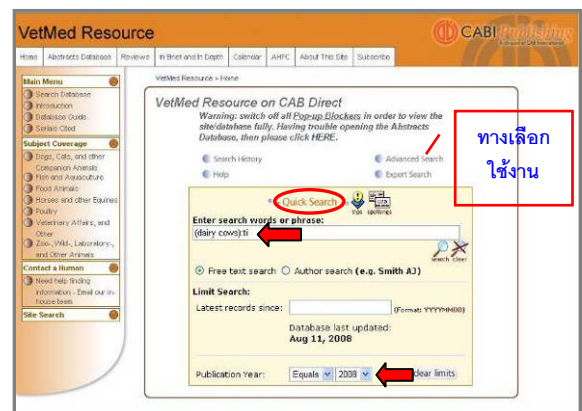 VetMed Resource
CABI Publishing
A division of CAB International
Home Abstracts Database Reviews In Brief and In Depth Calendar AHPC About This Site Subscribe
Main Menu
Search Database
Introduction
Database Guide
Serials Cited
Subject Coverage
Dogs, Cats, and other
Companion Animals
Fish and Aquaculture
Food Animals
Horses and other Equines
Poultry
Veterinary Affairs, and
Other
Zoo-, Wild-, Laboratory-,
and Other Animals
Contact a Human
Need help finding
information - Email our in-
house team
Site Search
VetMed Resource > Home
VetMed Resource on CAB Direct
Warning: switch off all Pop-up Blockers in order to view the
site/database fully. Having trouble opening the Abstracts
Database, then please click HERE.
Search History
Advanced Search
Help
Expert Search
ทางเลือก
ใช้งาน
Quick Search
tips spellings
Enter search words or phrase:
(dairy cows):ti
search clear
Free text search Author search (e.g. Smith AJ)
Limit Search:
Latest records since: (Format: YYYYMMDD)
Database last updated:
Aug 11, 2008
Publication Year: Equals 2008 clear limits